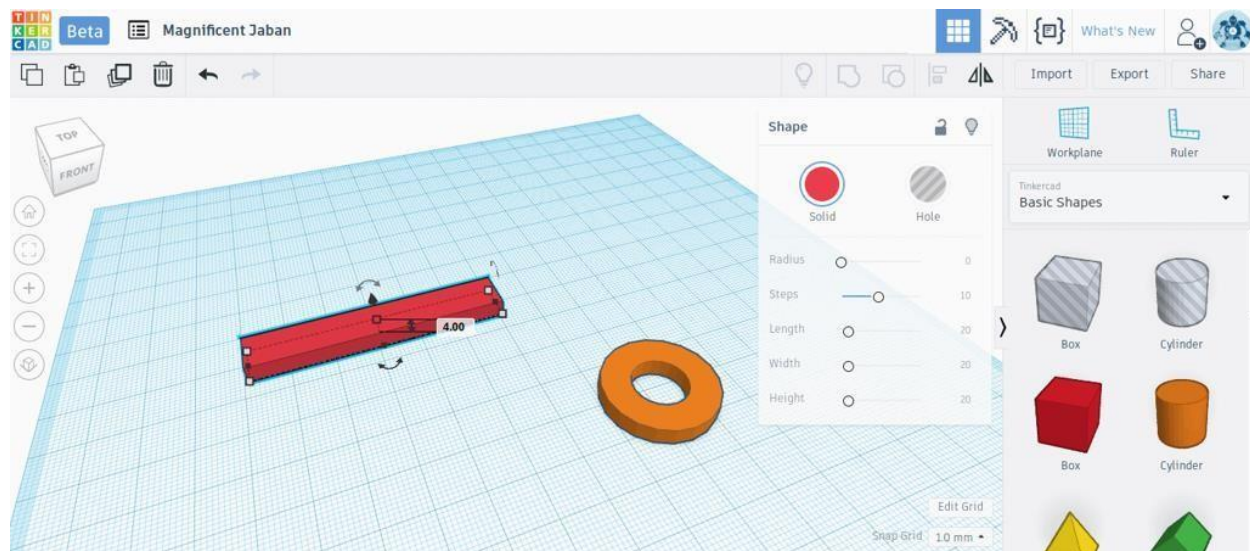 TIN
KER
CAD
Beta
Magnificent Jaban
What's New
Import
Export
Share
TOP
FRONT
Shape
Solid
Hole
Radius 0
Steps 10
Length 20
Width 20
Height 20
4.00
Workplane
Ruler
Tinkercad
Basic Shapes
Box
Cylinder
Box
Cylinder
Edit Grid
Snap Grid 1.0 mm